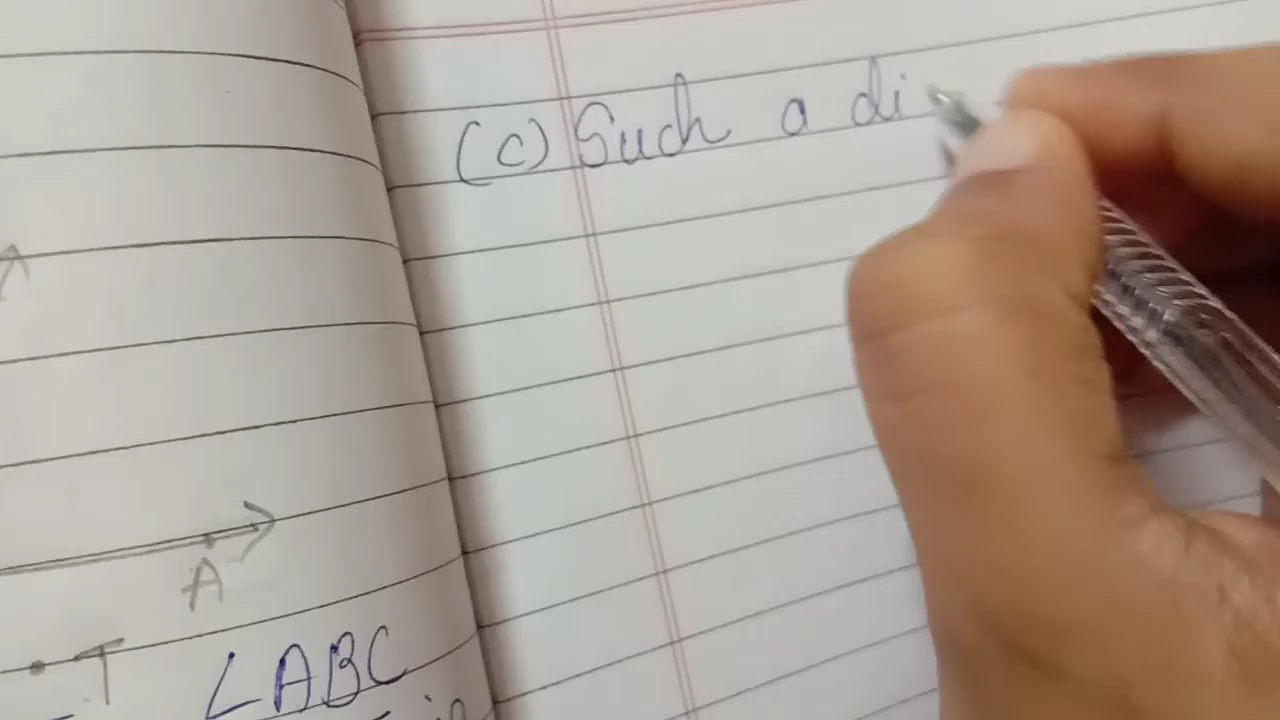 (c) Such a di
A
T
∠ABC